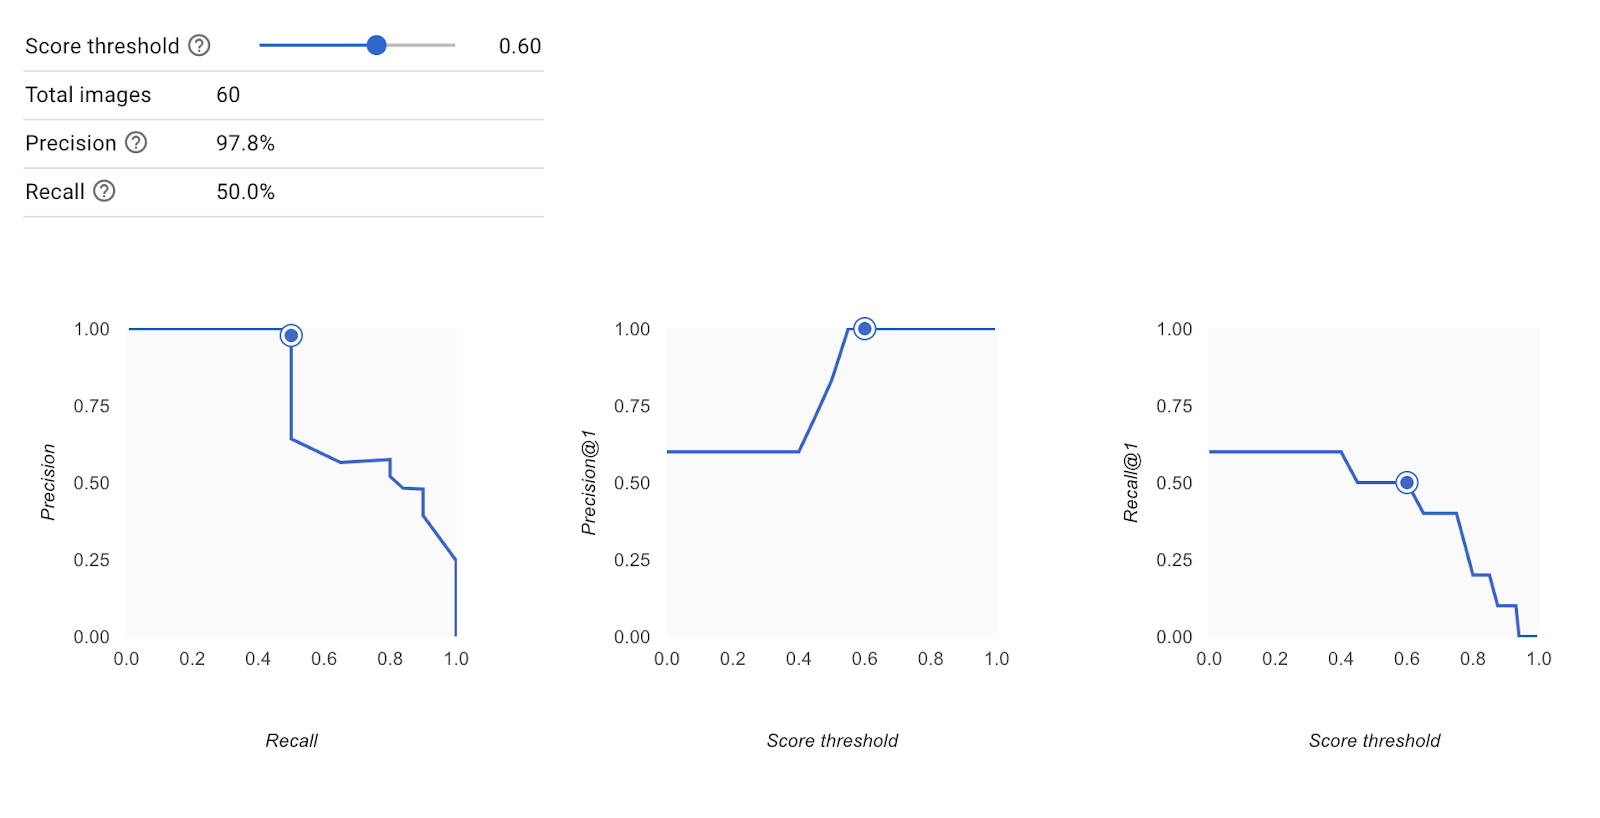 Score threshold ? 0.60
Total images 60
Precision ? 97.8%
Recall ? 50.0%
1.00
0.75
0.50
0.25
0.00
Precision
0.0 0.2 0.4 0.6 0.8 1.0
Recall
1.00
0.75
0.50
0.25
0.00
Precision@1
0.0 0.2 0.4 0.6 0.8 1.0
Score threshold
1.00
0.75
0.50
0.25
0.00
Recall@1
0.0 0.2 0.4 0.6 0.8 1.0
Score threshold